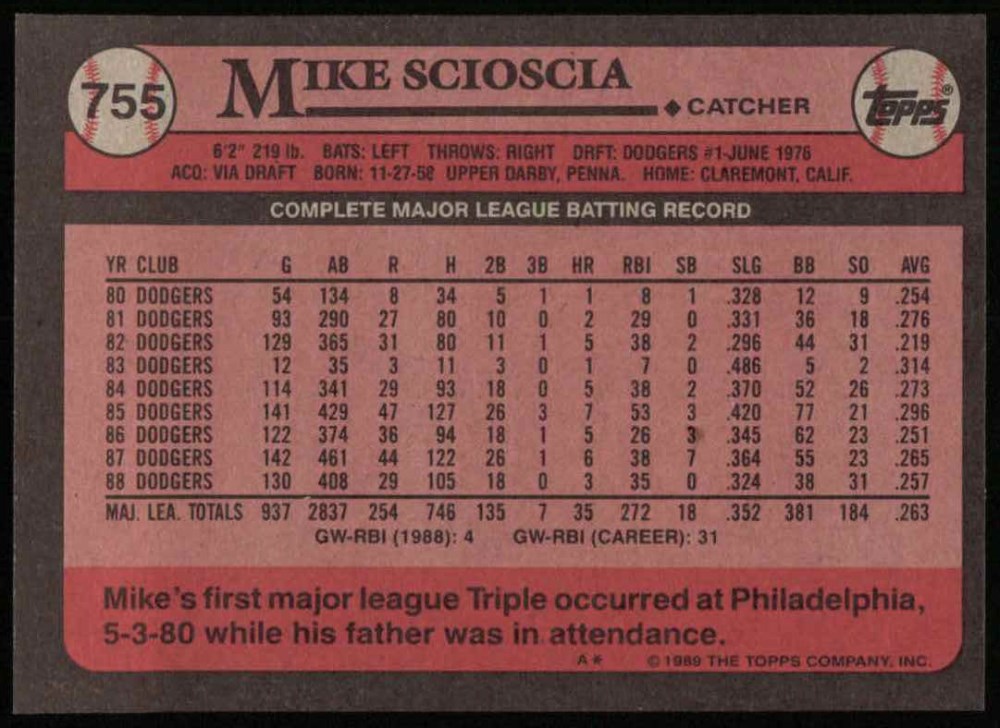 755 MIKE SCIOSCIA ◆ CATCHER TOPPS®
6'2" 219 lb. BATS: LEFT THROWS: RIGHT DRFT: DODGERS #1-JUNE 1976
ACQ: VIA DRAFT BORN: 11-27-58 UPPER DARBY, PENNA. HOME: CLAREMONT, CALIF.
COMPLETE MAJOR LEAGUE BATTING RECORD
YR CLUB G AB R H 2B 3B HR RBI SB SLG BB SO AVG
80 DODGERS 54 134 8 34 5 1 1 8 1 .328 12 9 .254
81 DODGERS 93 290 27 80 10 0 2 29 0 .331 36 18 .276
82 DODGERS 129 365 31 80 11 1 5 38 2 .296 44 31 .219
83 DODGERS 12 35 3 11 3 0 1 7 0 .486 5 2 .314
84 DODGERS 114 341 29 93 18 0 5 38 2 .370 52 26 .273
85 DODGERS 141 429 47 127 26 3 7 53 3 .420 77 21 .296
86 DODGERS 122 374 36 94 18 1 5 26 3 .345 62 23 .251
87 DODGERS 142 461 44 122 26 1 6 38 7 .364 55 23 .265
88 DODGERS 130 408 29 105 18 0 3 35 0 .324 38 31 .257
MAJ. LEA. TOTALS 937 2837 254 746 135 7 35 272 18 .352 381 184 .263
GW-RBI (1988): 4 GW-RBI (CAREER): 31
Mike's first major league Triple occurred at Philadelphia,
5-3-80 while his father was in attendance.
A* © 1989 THE TOPPS COMPANY, INC.